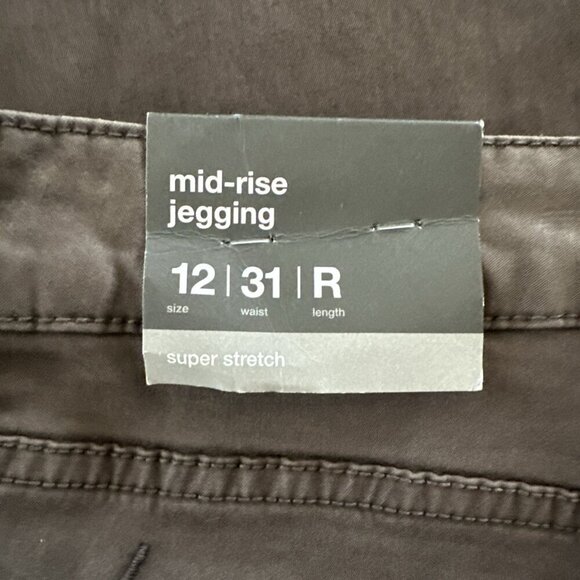 mid-rise
jegging
12 | 31 | R
size waist length
super stretch